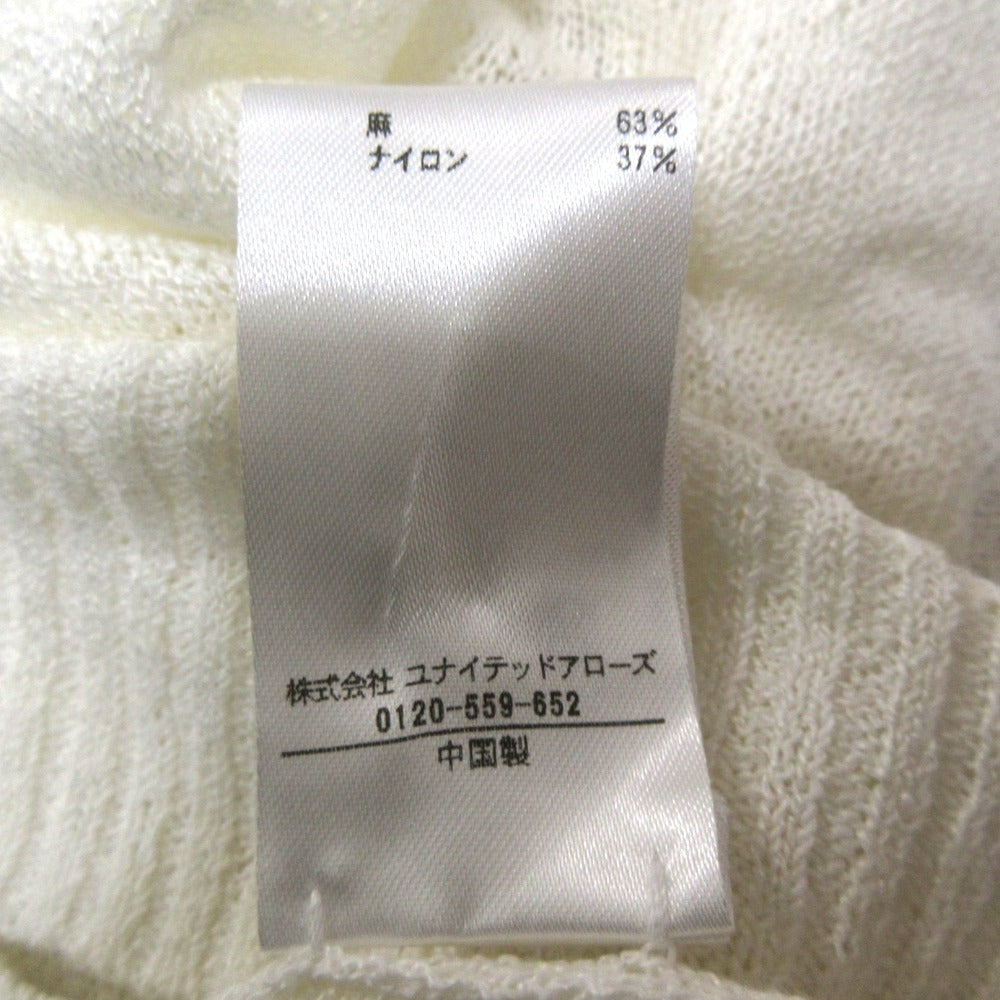 麻 63%
ナイロン 37%
株式会社 ユナイテッドアローズ
0120-559-652
中国製